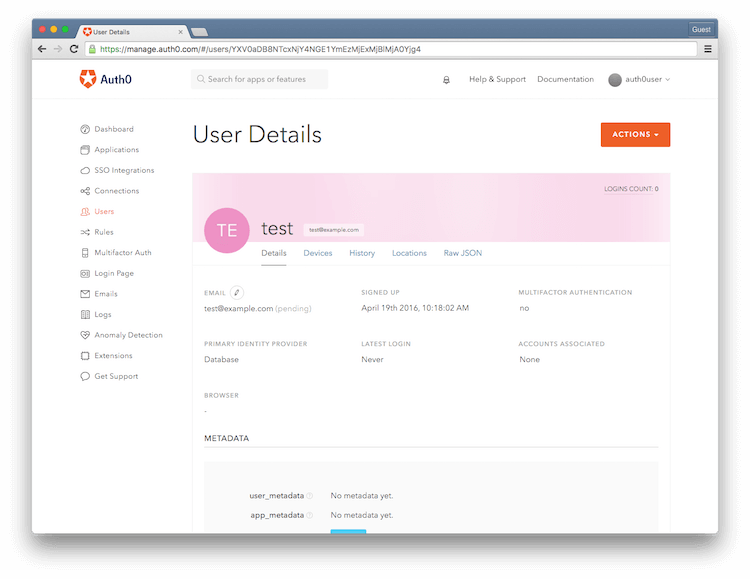 User Details
Guest
https://manage.auth0.com/#/users/YXV0aDB8NTcxNjY4NGE1YmEzMjExMjBlMjA0Yjg4
Auth0
Search for apps or features
Help & Support
Documentation
auth0user
Dashboard
Applications
SSO Integrations
Connections
Users
Rules
Multifactor Auth
Login Page
Emails
Logs
Anomaly Detection
Extensions
Get Support
User Details
ACTIONS
LOGINS COUNT: 0
TE
test
test@example.com
Details
Devices
History
Locations
Raw JSON
EMAIL
test@example.com (pending)
SIGNED UP
April 19th 2016, 10:18:02 AM
MULTIFACTOR AUTHENTICATION
no
PRIMARY IDENTITY PROVIDER
Database
LATEST LOGIN
Never
ACCOUNTS ASSOCIATED
None
BROWSER
-
METADATA
user_metadata
No metadata yet.
app_metadata
No metadata yet.